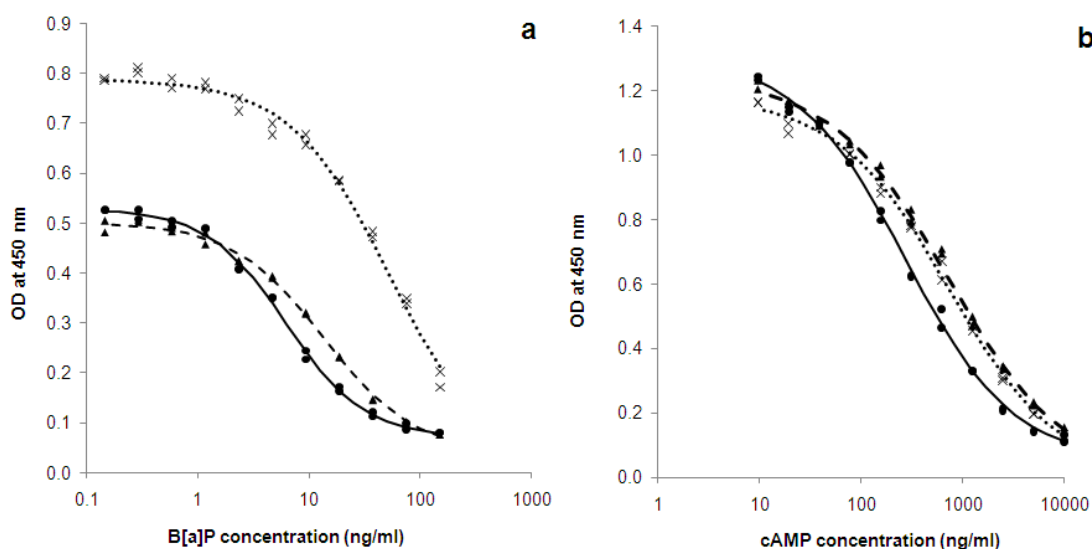 a
0.9
0.8
0.7
0.6
0.5
0.4
0.3
0.2
0.1
0.0
OD at 450 nm
0.1 1 10 100 1000
B[a]P concentration (ng/ml)
b
1.4
1.2
1.0
0.8
0.6
0.4
0.2
0.0
OD at 450 nm
1 10 100 1000 10000
cAMP concentration (ng/ml)